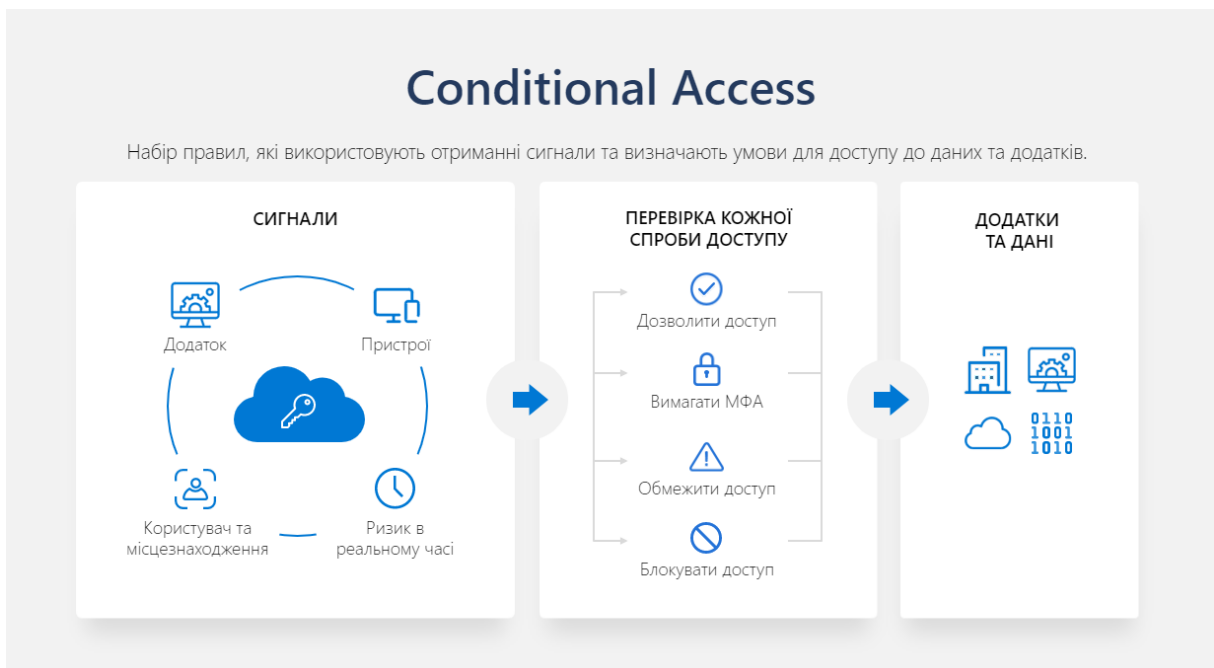 Conditional Access
Набір правил, які використовують отриманні сигнали та визначають умови для доступу до даних та додатків.
СИГНАЛИ
Додаток
Пристрої
Користувач та
місцезнаходження
Ризик в
реальному часі
ПЕРЕВІРКА КОЖНОЇ
СПРОБИ ДОСТУПУ
Дозволити доступ
Вимагати МФА
Обмежити доступ
Блокувати доступ
ДОДАТКИ
ТА ДАНІ
0110
1001
1010